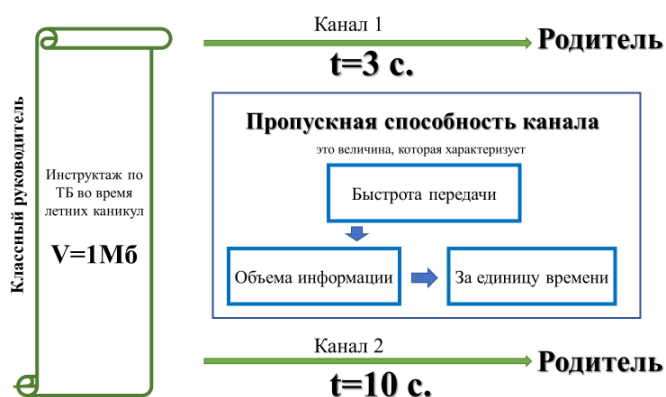 Классный руководитель
Инструктаж по
ТБ во время
летних каникул
V=1Мб
Канал 1
t=3 с.
Родитель
Пропускная способность канала
это величина, которая характеризует
Быстрота передачи
Объема информации
За единицу времени
Канал 2
t=10 с.
Родитель